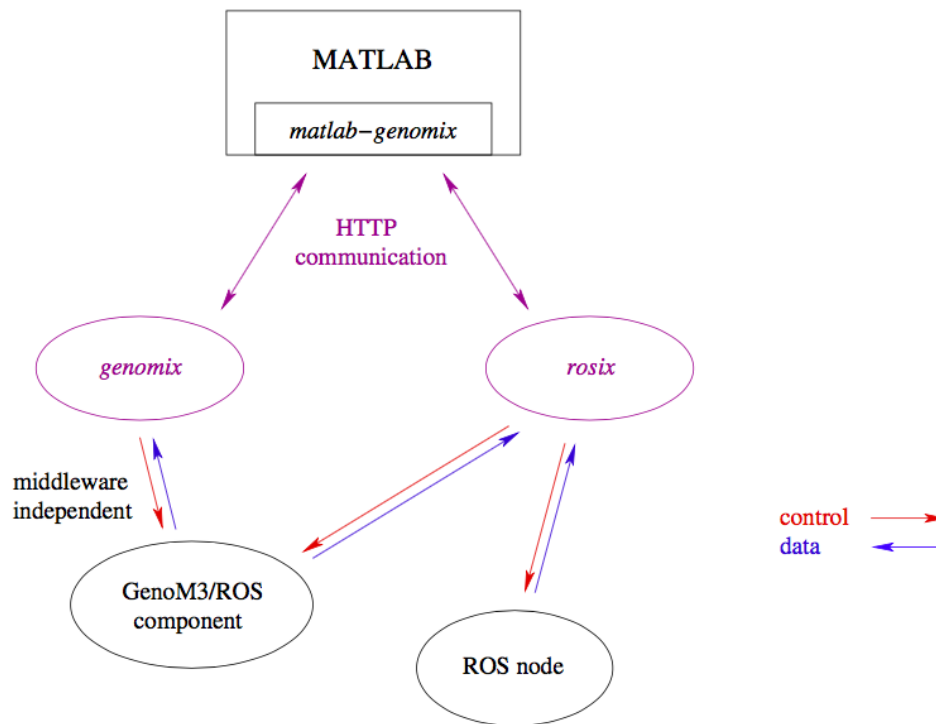 MATLAB
matlab−genomix
HTTP
communication
genomix
rosix
middleware
independent
control
data
GenoM3/ROS
component
ROS node